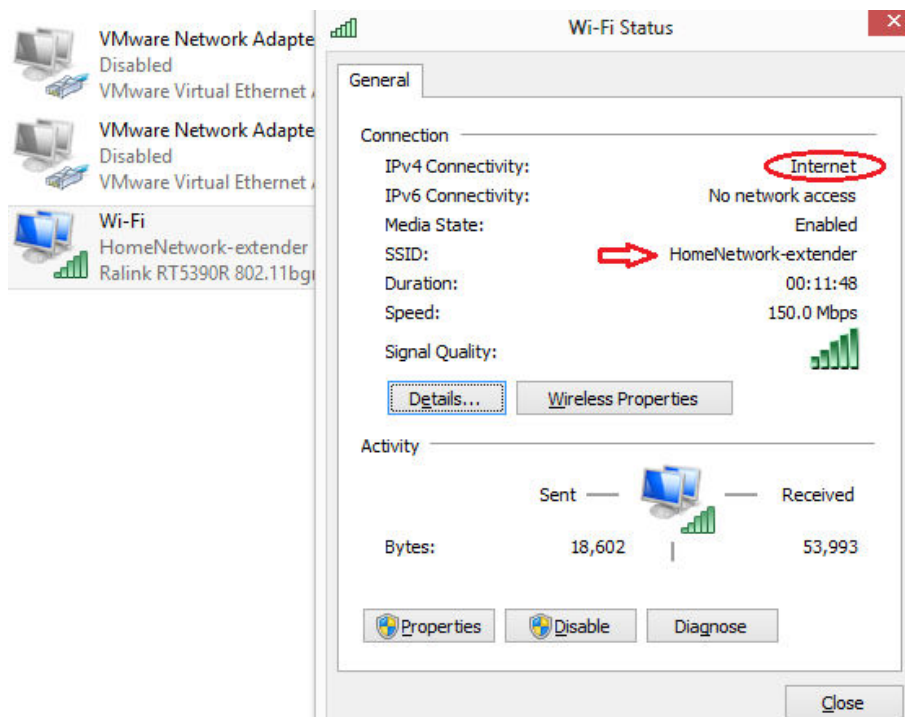 VMware Network Adapte
Disabled
VMware Virtual Ethernet
VMware Network Adapte
Disabled
VMware Virtual Ethernet
Wi-Fi
HomeNetwork-extender
Ralink RT5390R 802.11bg
Wi-Fi Status
General
Connection
IPv4 Connectivity: Internet
IPv6 Connectivity: No network access
Media State: Enabled
SSID: HomeNetwork-extender
Duration: 00:11:48
Speed: 150.0 Mbps
Signal Quality:
Details... Wireless Properties
Activity
Sent Received
Bytes: 18,602 53,993
Properties Disable Diagnose
Close